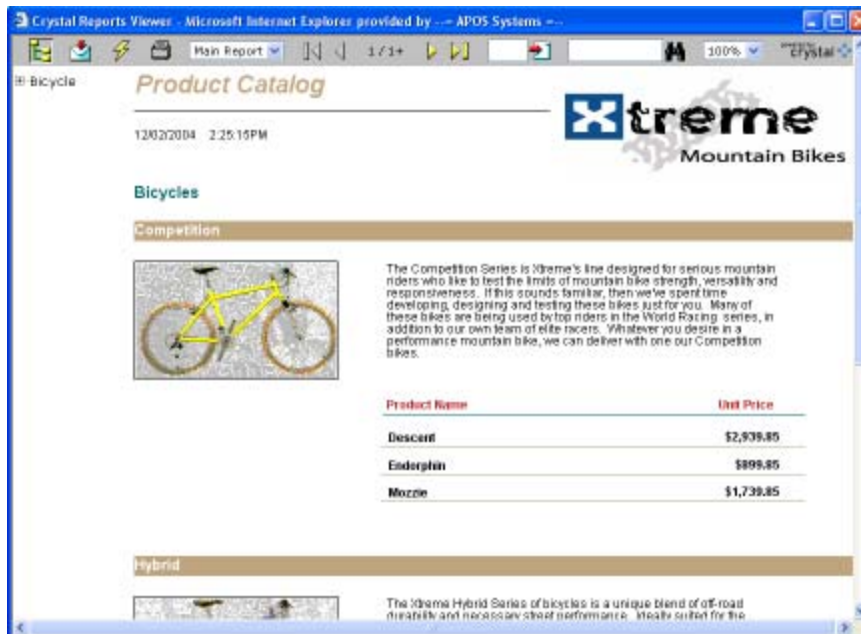 Crystal Reports Viewer - Microsoft Internet Explorer provided by --= APOS Systems =--
Main Report
1 / 1+
100%
crystal
Bicycle
Product Catalog
Xtreme
Mountain Bikes
12/02/2004 2:25:15PM
Bicycles
Competition
The Competition Series is Xtreme's line designed for serious mountain
riders who like to test the limits of mountain bike strength, versatility and
responsiveness. If this sounds familiar, then we've spent time
developing, designing and testing these bikes just for you. Many of
these bikes are being used by top riders in the World Racing series, in
addition to our own team of elite racers. Whatever you desire in a
performance mountain bike, we can deliver with one our Competition
bikes.
Product Name Unit Price
Descent $2,939.85
Endorphin $899.85
Mozzie $1,739.85
Hybrid
The Xtreme Hybrid Series of bicycles is a unique blend of off-road
durability and necessary street performance. Ideally suited for the